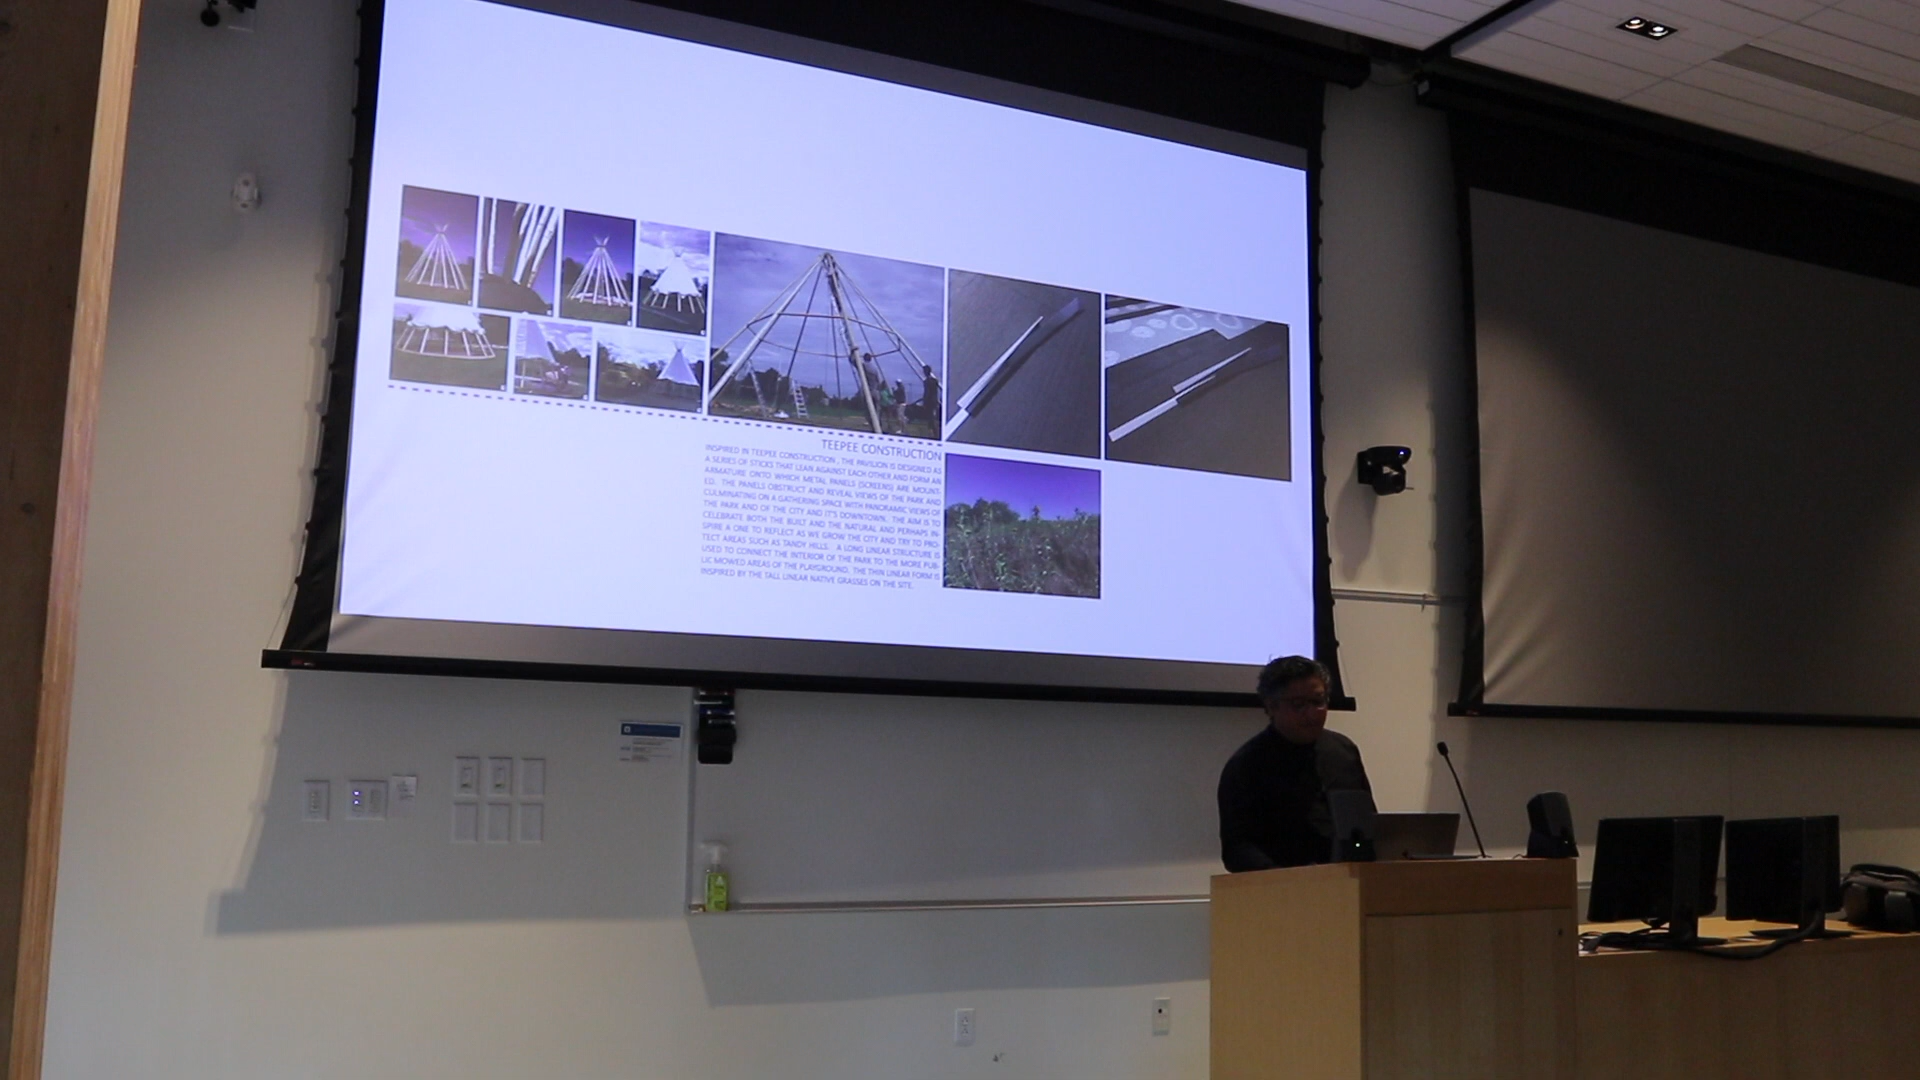 TEEPEE CONSTRUCTION
INSPIRED IN TEEPEE CONSTRUCTION , THE PAVILION IS DESIGNED AS
A SERIES OF STICKS THAT LEAN AGAINST EACH OTHER AND FORM AN
ARMATURE ONTO WHICH METAL PANELS (SCREENS) ARE MOUNT-
ED. THE PANELS OBSTRUCT AND REVEAL VIEWS OF THE PARK AND
CULMINATING ON A GATHERING SPACE WITH PANORAMIC VIEWS OF
THE PARK AND OF THE CITY AND IT'S DOWNTOWN. THE AIM IS TO
CELEBRATE BOTH THE BUILT AND THE NATURAL AND PERHAPS IN-
SPIRE A ONE TO REFLECT AS WE GROW THE CITY AND TRY TO PRO-
TECT AREAS SUCH AS TANDY HILLS. A LONG LINEAR STRUCTURE IS
USED TO CONNECT THE INTERIOR OF THE PARK TO THE MORE PUB-
LIC MOWED AREAS OF THE PLAYGROUND. THE THIN LINEAR FORM IS
INSPIRED BY THE TALL LINEAR NATIVE GRASSES ON THE SITE.